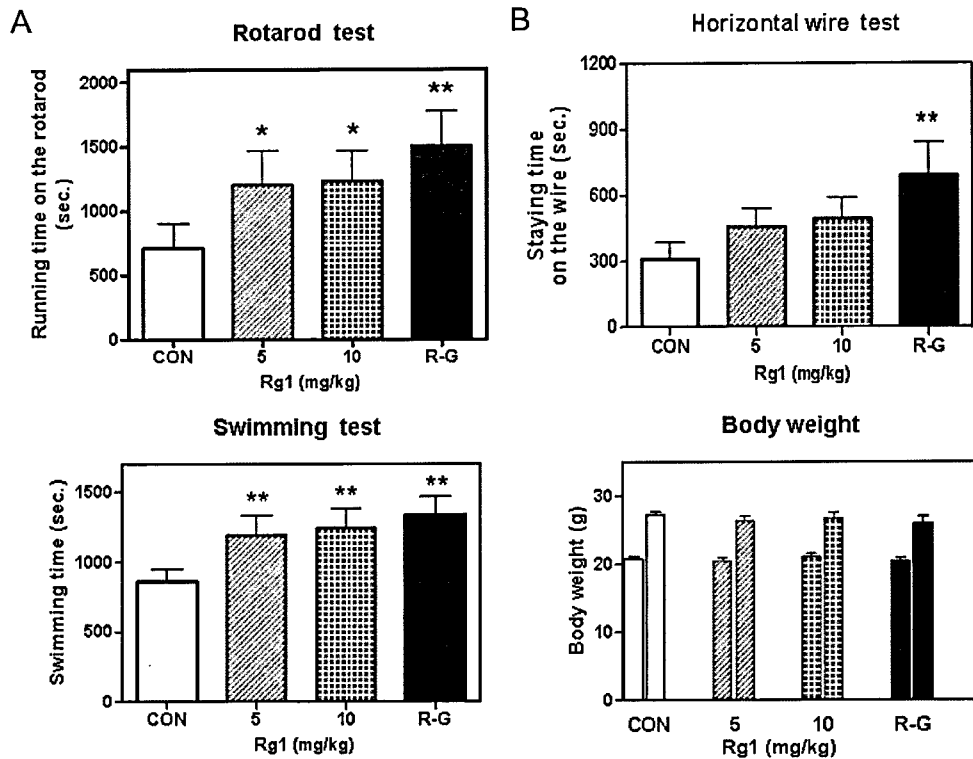 A
Rotarod test
Running time on the rotarod
(sec.)
2000
1500
1000
500
0
*
*
**
CON
5
10
R-G
Rg1 (mg/kg)
B
Horizontal wire test
Staying time
on the wire (sec.)
1200
900
600
300
0
**
CON
5
10
R-G
Rg1 (mg/kg)
Swimming test
Swimming time (sec.)
1500
1000
500
0
**
**
**
CON
5
10
R-G
Rg1 (mg/kg)
Body weight
Body weight (g)
30
20
10
0
CON
5
10
R-G
Rg1 (mg/kg)